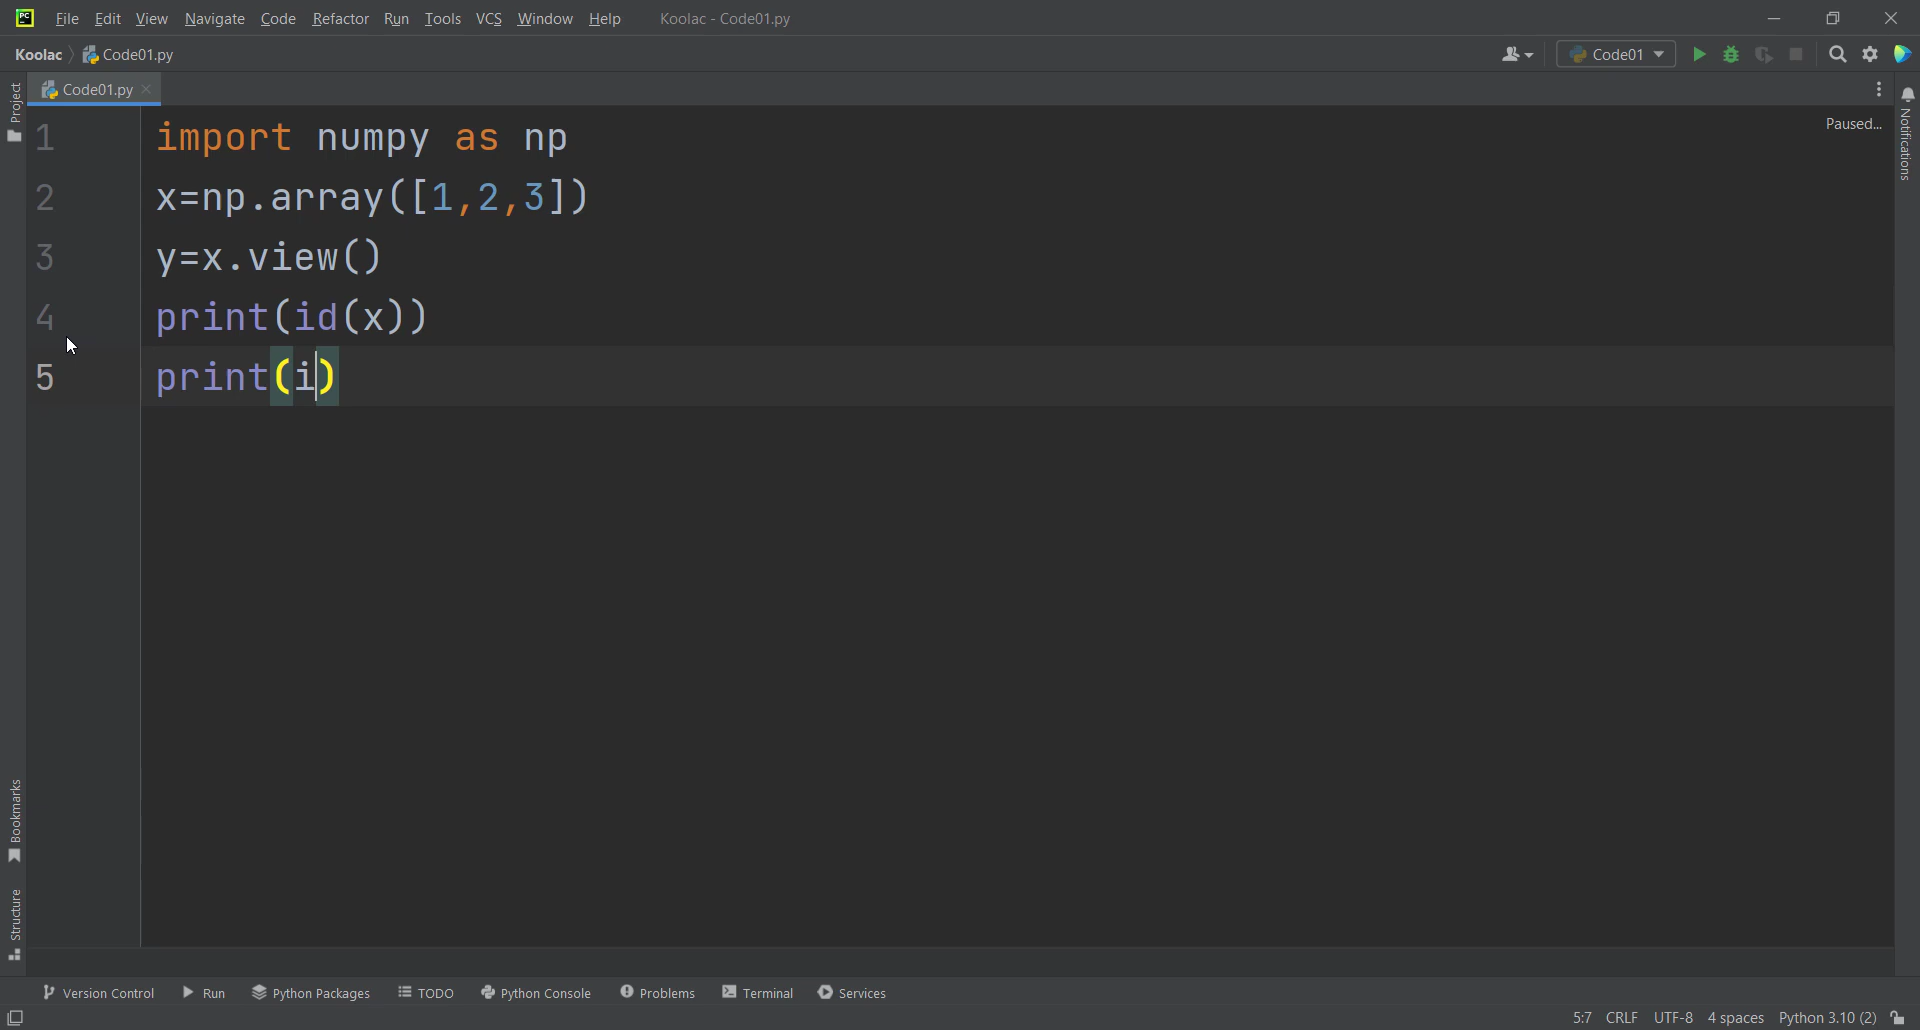 File Edit View Navigate Code Refactor Run Tools VCS Window Help Koolac - Code01.py
Koolac Code01.py
Code01
Code01.py
Paused...
Project
Notifications
1 import numpy as np
2 x=np.array([1,2,3])
3 y=x.view()
4 print(id(x))
5 print(i)
Bookmarks
Structure
Version Control Run Python Packages TODO Python Console Problems Terminal Services
5:7 CRLF UTF-8 4 spaces Python 3.10 (2)